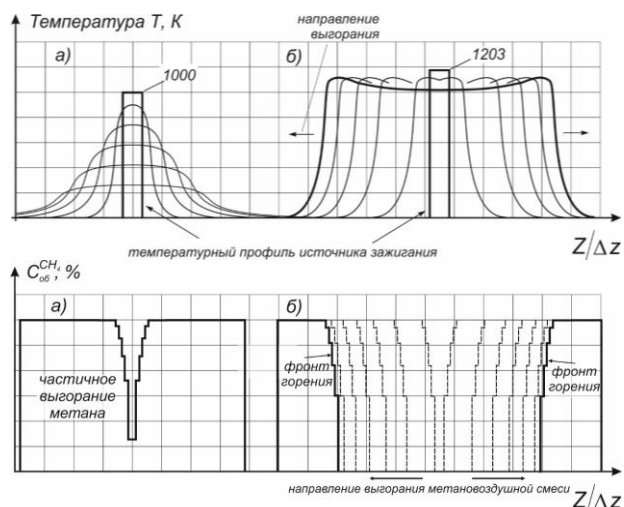 Температура T, К
направление
выгорания
а)
1000
б)
1203
температурный профиль источника зажигания
Z/Δz
C об CH₄, %
а)
б)
частичное
выгорание
метана
фронт
горения
фронт
горения
направление выгорания метановоздушной смеси
Z/Δz